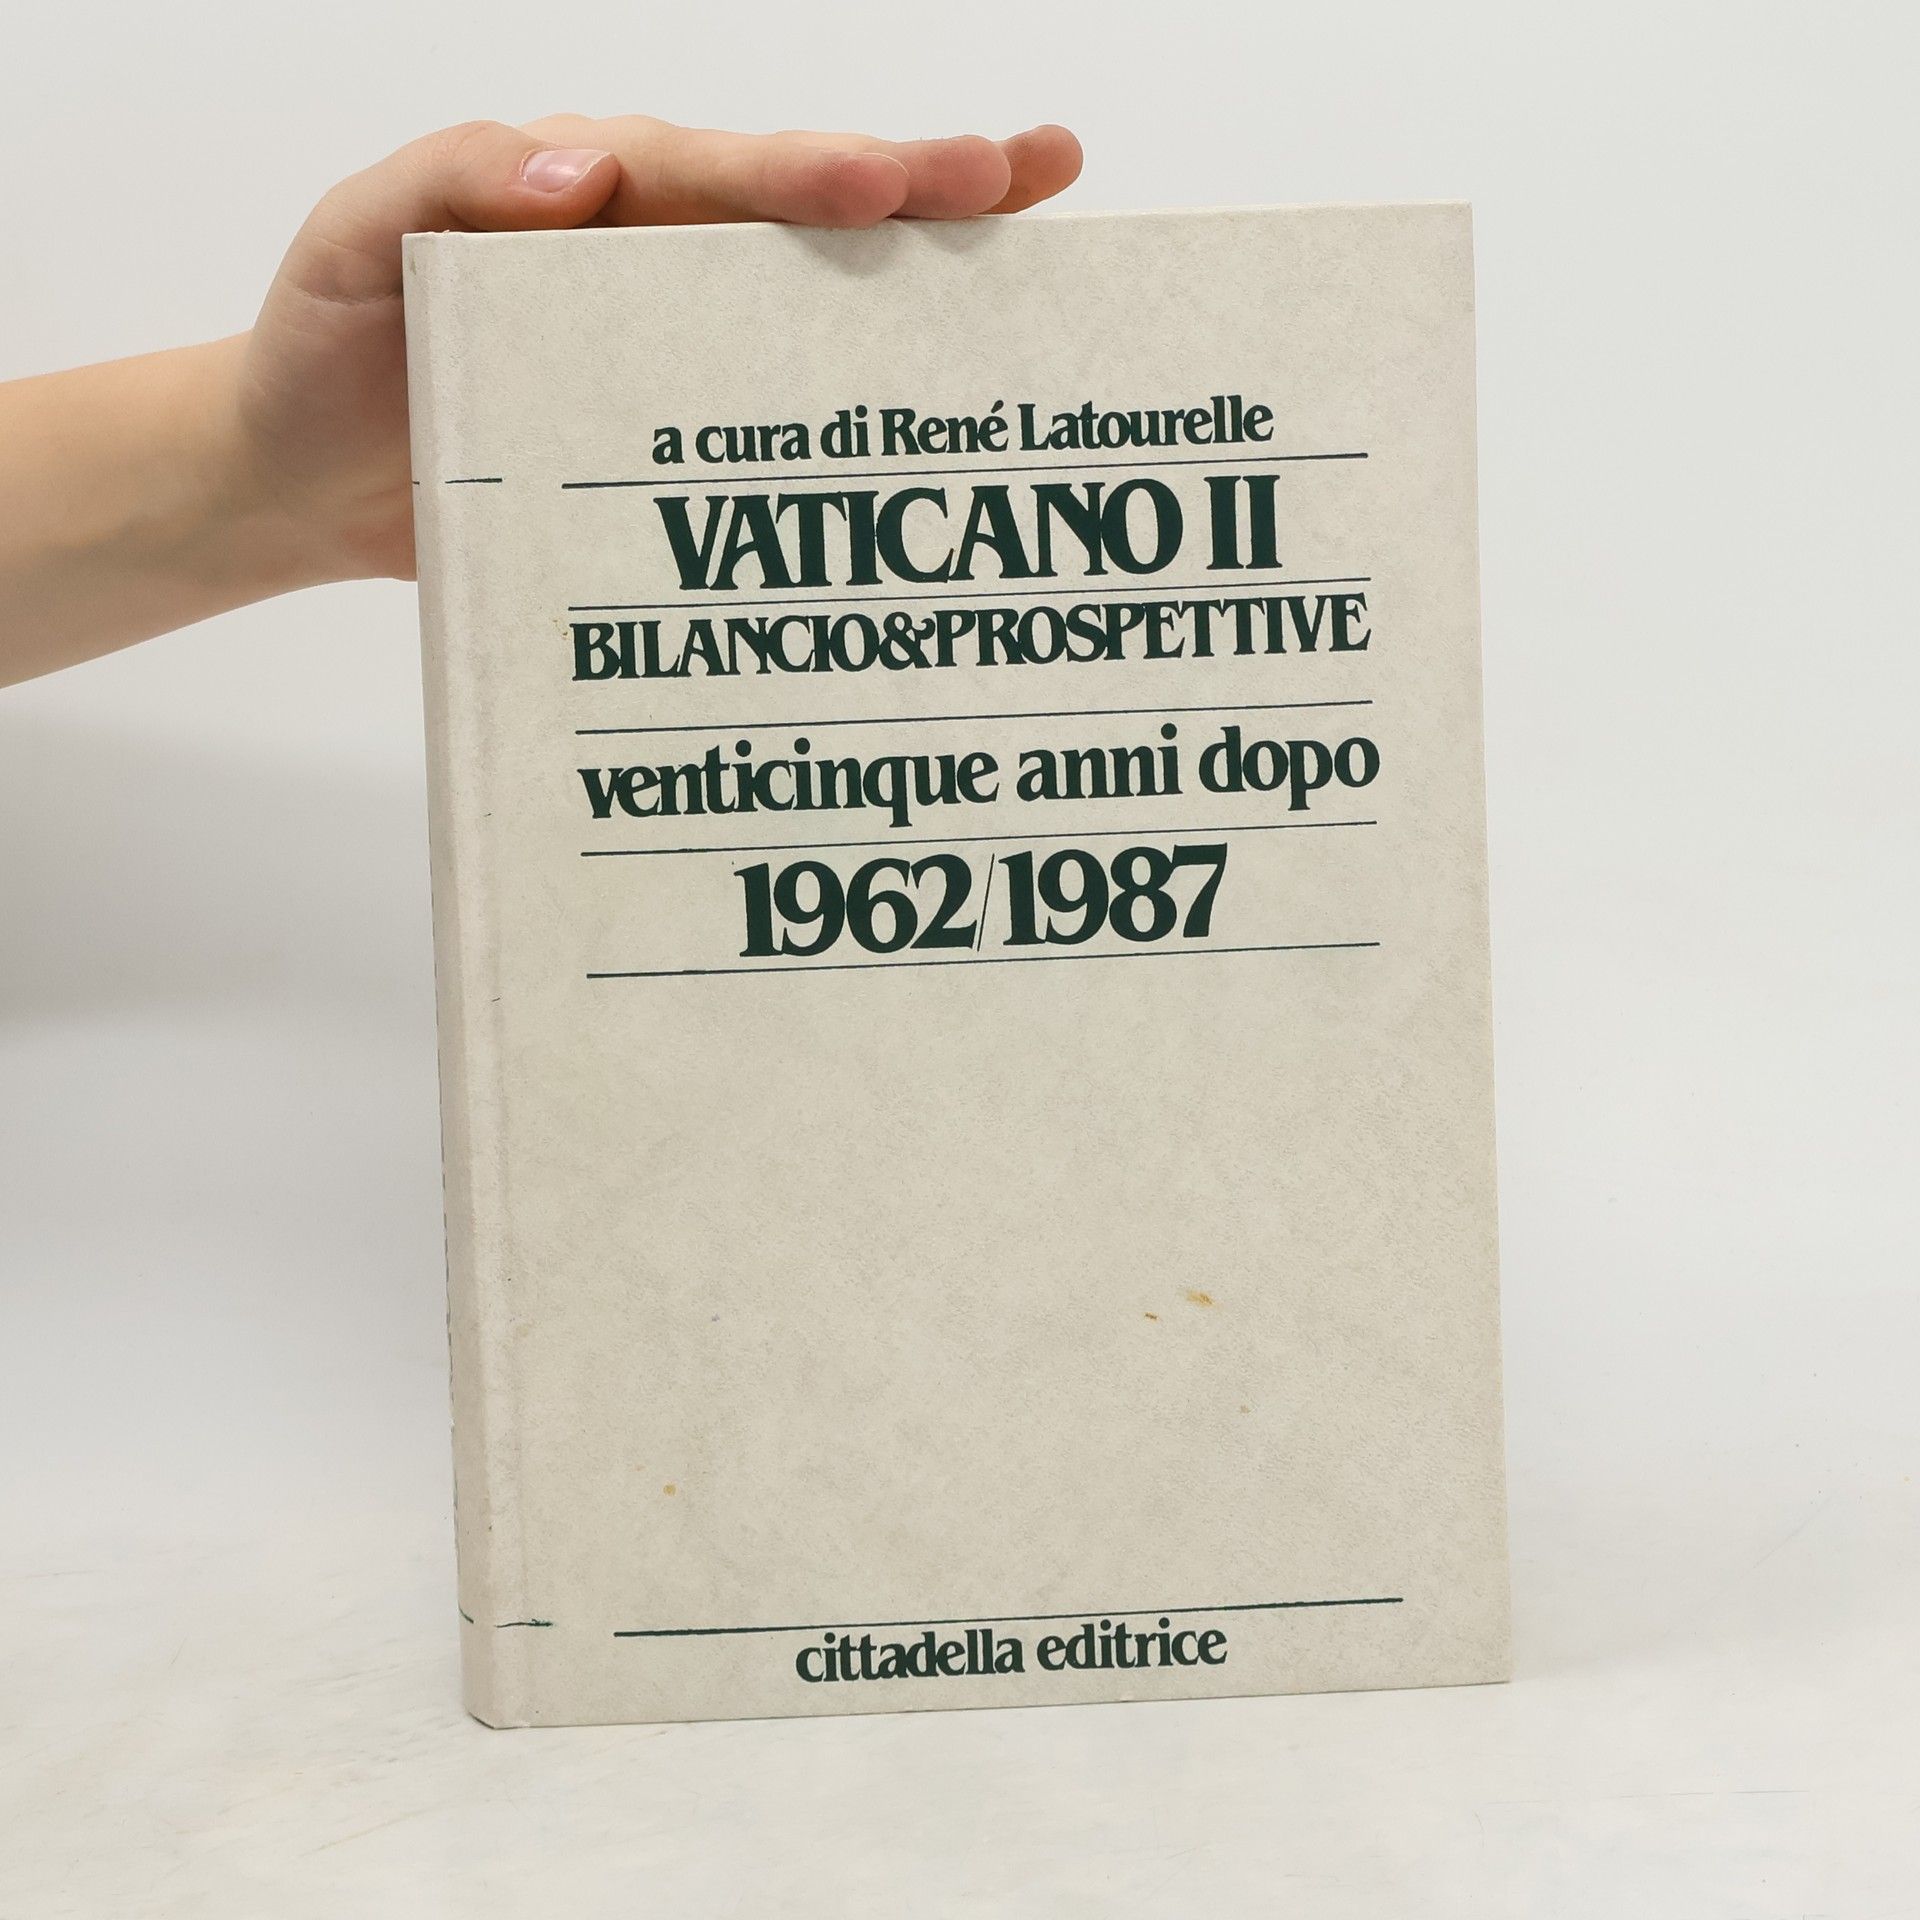 a cura di René Latourelle
VATICANO II
BILANCIO&PROSPETTIVE
venticinque anni dopo
1962/1987
cittadella editrice